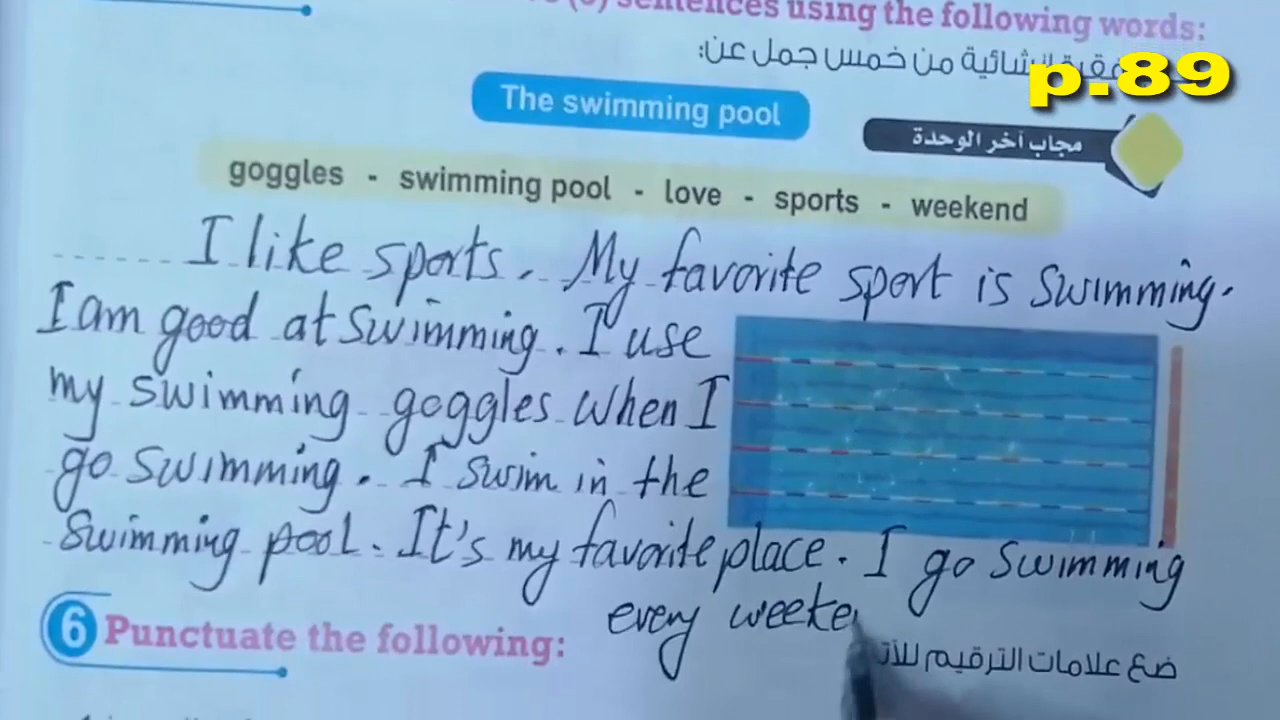 sentences using the following words:
من خمس جمل عن:
p.89
The swimming pool
مجاب آخر الوحدة
goggles - swimming pool - love - sports - weekend
I like sports. My favorite sport is swimming.
I am good at swimming. I use
my swimming goggles when I
go swimming. I swim in the
swimming pool. It's my favorite place. I go swimming
every weeke
6 Punctuate the following:
ضع علامات الترقيم